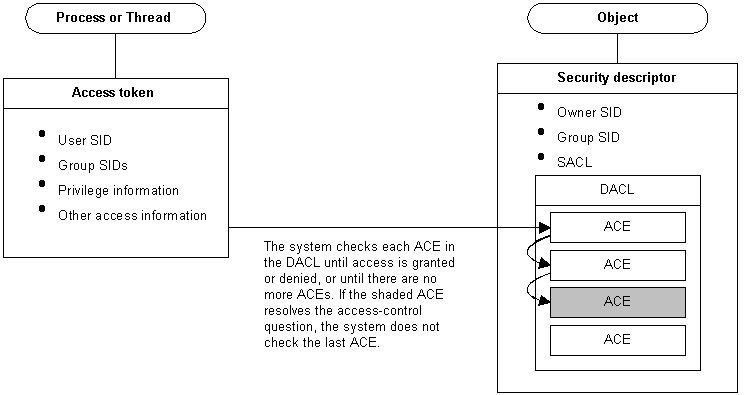 Process or Thread
Object
Access token
User SID
Group SIDs
Privilege information
Other access information
Security descriptor
Owner SID
Group SID
SACL
DACL
ACE
ACE
ACE
ACE
The system checks each ACE in
the DACL until access is granted
or denied, or until there are no
more ACEs. If the shaded ACE
resolves the access-control
question, the system does not
check the last ACE.